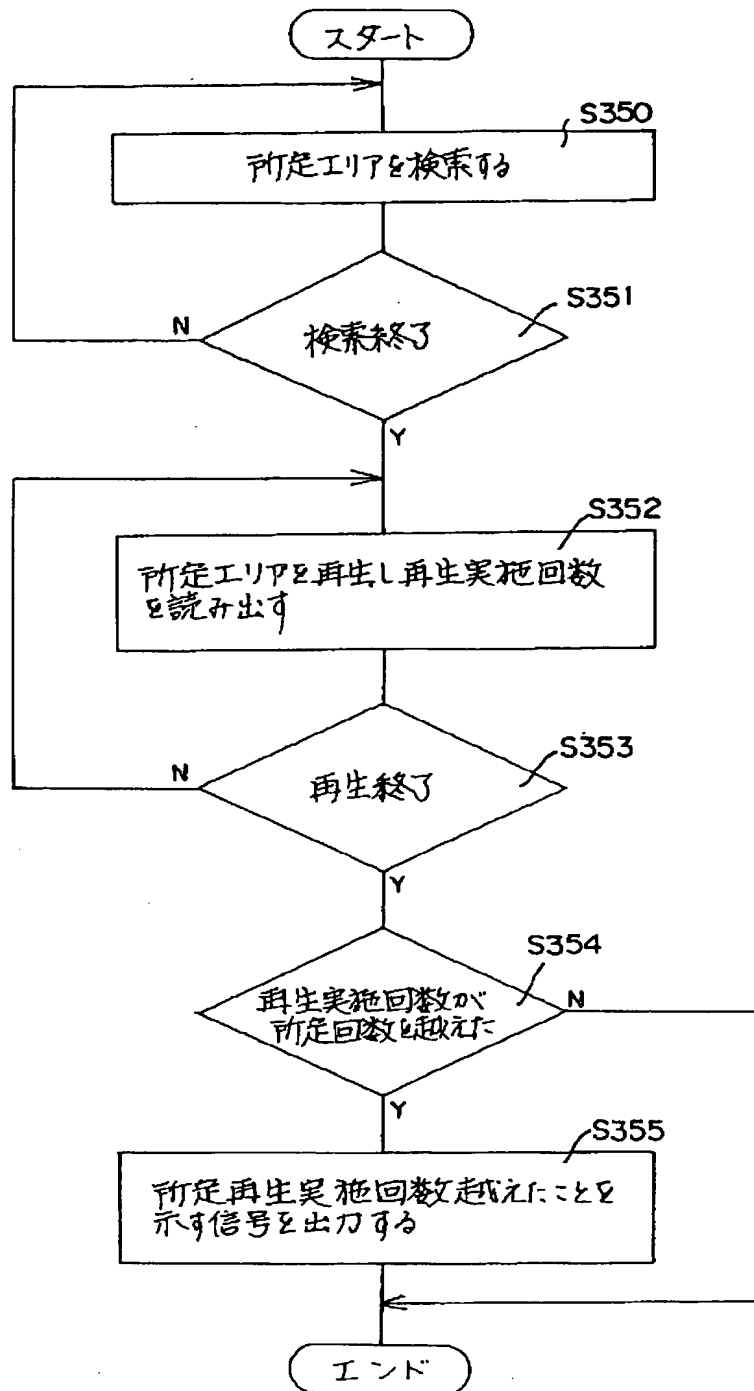 スタート
S350
所定エリアを検索する
S351
検索終了
N
Y
S352
所定エリアを再生し再生実施回数
を読み出す
S353
再生終了
N
Y
S354
再生実施回数が
所定回数を越えた
N
Y
S355
所定再生実施回数越えたことを
示す信号を出力する
エンド